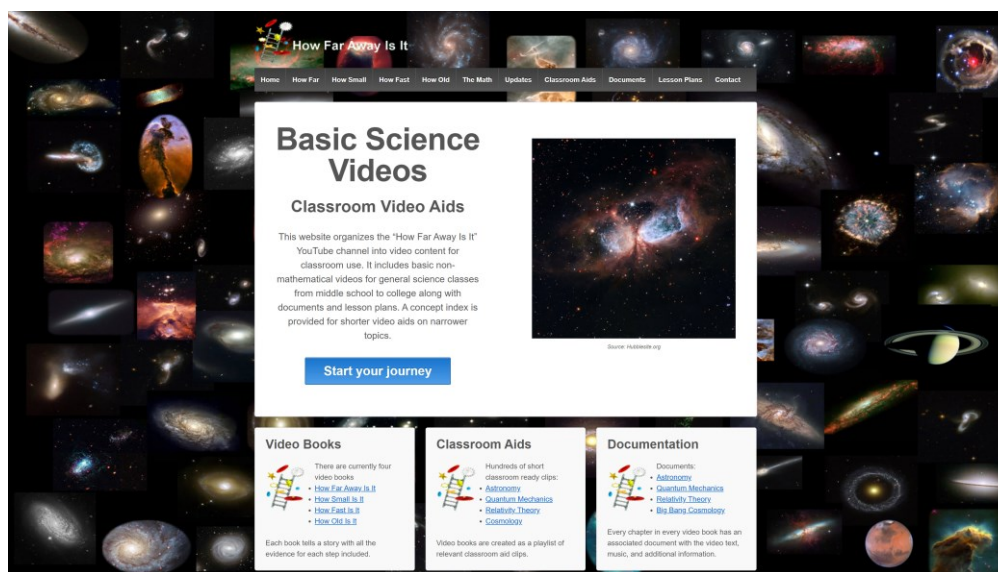 How Far Away Is It
Home How Far How Small How Fast How Old The Math Updates Classroom Aids Documents Lesson Plans Contact
Basic Science
Videos
Classroom Video Aids
This website organizes the “How Far Away Is It”
YouTube channel into video content for
classroom use. It includes basic non-
mathematical videos for general science classes
from middle school to college along with
documents and lesson plans. A concept index is
provided for shorter video aids on narrower
topics.
Start your journey
Source: Hubblesite.org
Video Books
There are currently four
video books
• How Far Away Is It
• How Small Is It
• How Fast Is It
• How Old Is It
Each book tells a story with all the
evidence for each step included.
Classroom Aids
Hundreds of short
classroom ready clips:
• Astronomy
• Quantum Mechanics
• Relativity Theory
• Cosmology
Video books are created as a playlist of
relevant classroom aid clips.
Documentation
Documents:
• Astronomy
• Quantum Mechanics
• Relativity Theory
• Big Bang Cosmology
Every chapter in every video book has an
associated document with the video text,
music, and additional information.